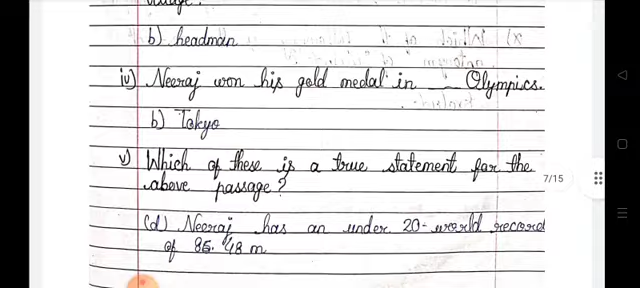 village.
b) headman
iv) Neeraj won his gold medal in __ Olympics.
b) Tokyo
v) Which of these is a true statement for the
above passage?
7/15
(d) Neeraj has an under 20-world record
of 86.48 m